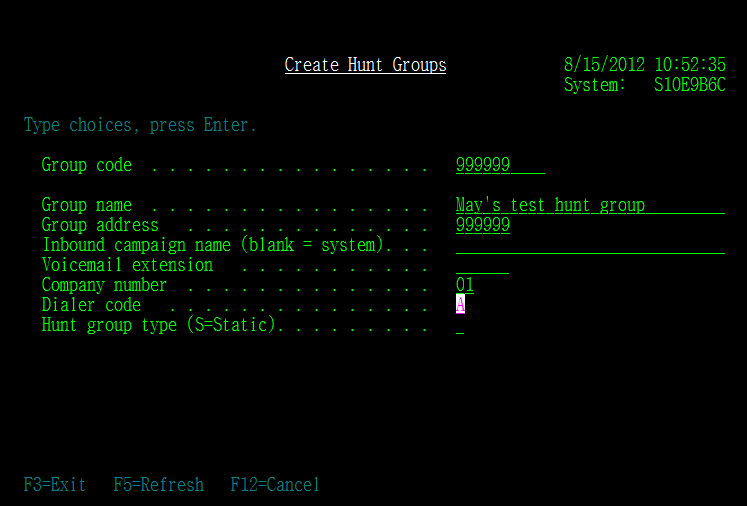 Create Hunt Groups 8/15/2012 10:52:35
System: S10E9B6C
Type choices, press Enter.
Group code . . . . . . . . . . . . . . . . 999999
Group name . . . . . . . . . . . . . . . . May's test hunt group
Group address . . . . . . . . . . . . . . 999999
Inbound campaign name (blank = system). . .
Voicemail extension . . . . . . . . . . .
Company number . . . . . . . . . . . . . . 01
Dialer code . . . . . . . . . . . . . . . A
Hunt group type (S=Static). . . . . . . . . _
F3=Exit F5=Refresh F12=Cancel